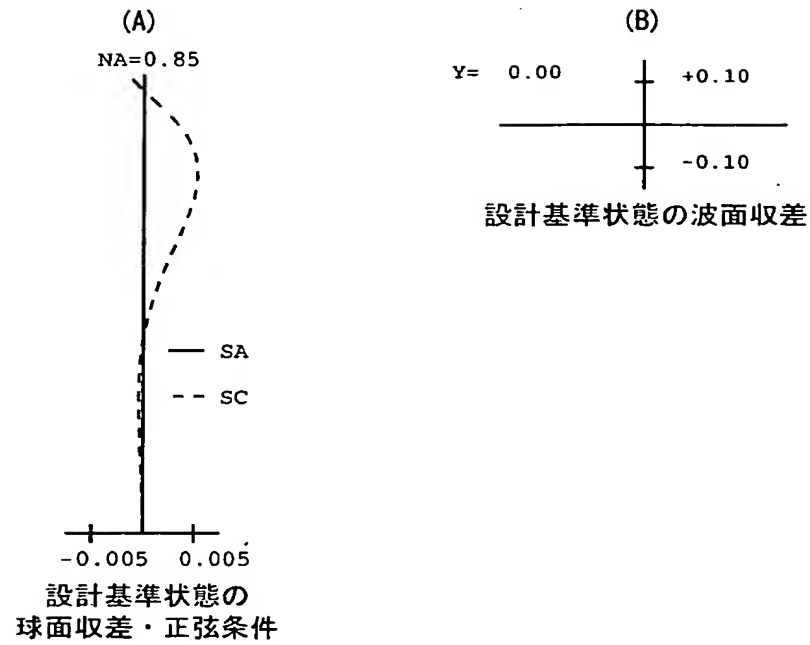 (A)
NA=0.85
SA
SC
-0.005 0.005
設計基準状態の
球面収差・正弦条件
(B)
Y= 0.00
+0.10
-0.10
設計基準状態の波面収差